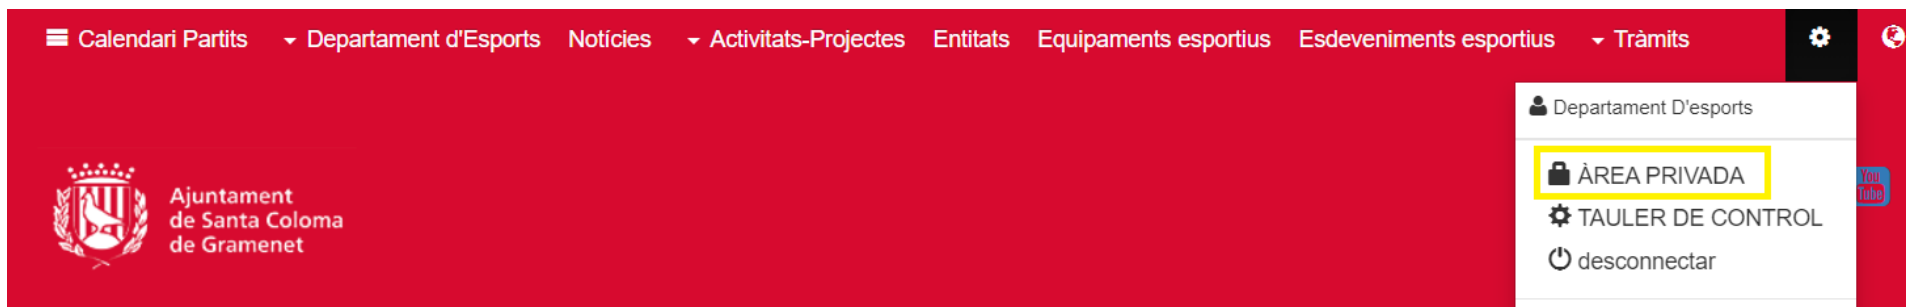 Calendari Partits Departament d'Esports Notícies Activitats-Projectes Entitats Equipaments esportius Esdeveniments esportius Tràmits
Departament D'esports
ÀREA PRIVADA
TAULER DE CONTROL
desconnectar
Ajuntament
de Santa Coloma
de Gramenet
You
Tube